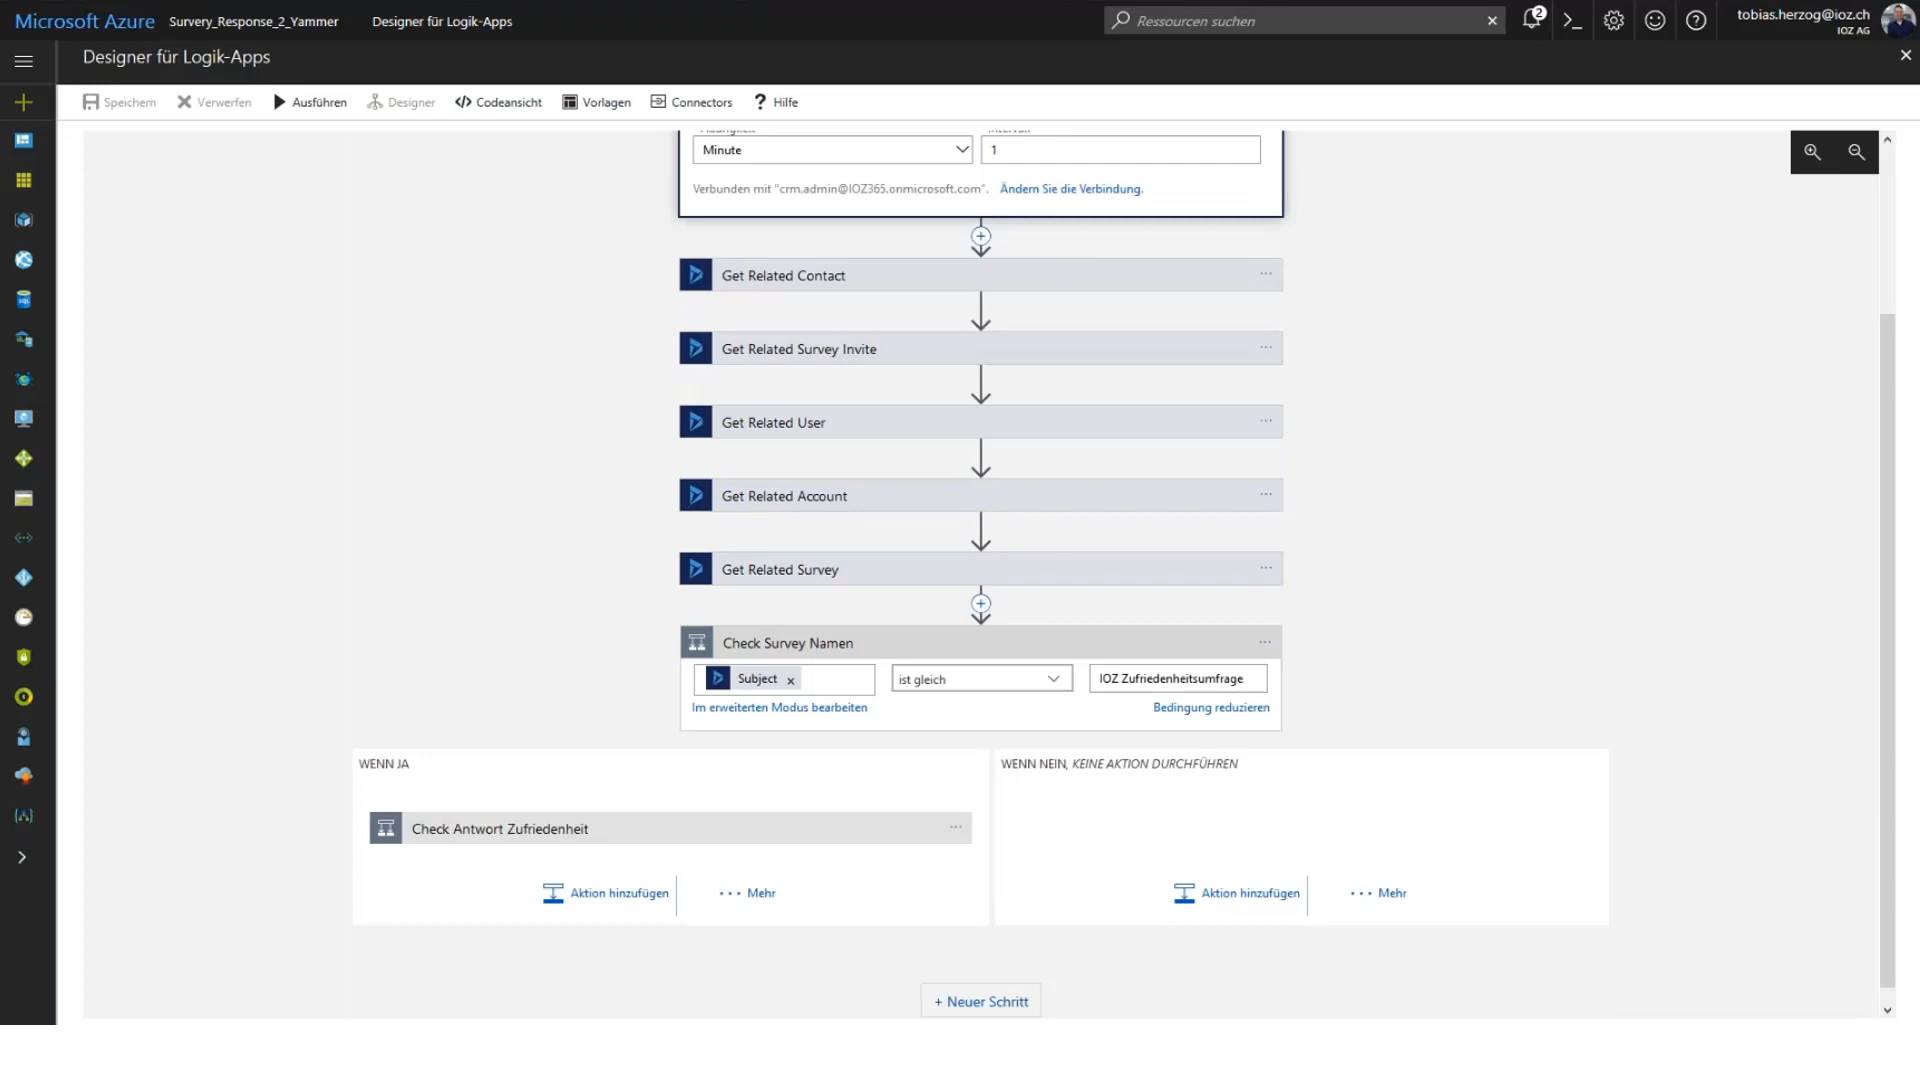 Microsoft Azure Survery_Response_2_Yammer Designer für Logik-Apps Ressourcen suchen 2 tobias.herzog@ioz.ch
IOZ AG
Designer für Logik-Apps
Speichern Verwerfen Ausführen Designer Codeansicht Vorlagen Connectors Hilfe
Minute 1
Verbunden mit "crm.admin@IOZ365.onmicrosoft.com". Ändern Sie die Verbindung.
Get Related Contact
Get Related Survey Invite
Get Related User
Get Related Account
Get Related Survey
Check Survey Namen
Subject ist gleich IOZ Zufriedenheitsumfrage
Im erweiterten Modus bearbeiten Bedingung reduzieren
WENN JA WENN NEIN, KEINE AKTION DURCHFÜHREN
Check Antwort Zufriedenheit
Aktion hinzufügen Mehr Aktion hinzufügen Mehr
+ Neuer Schritt